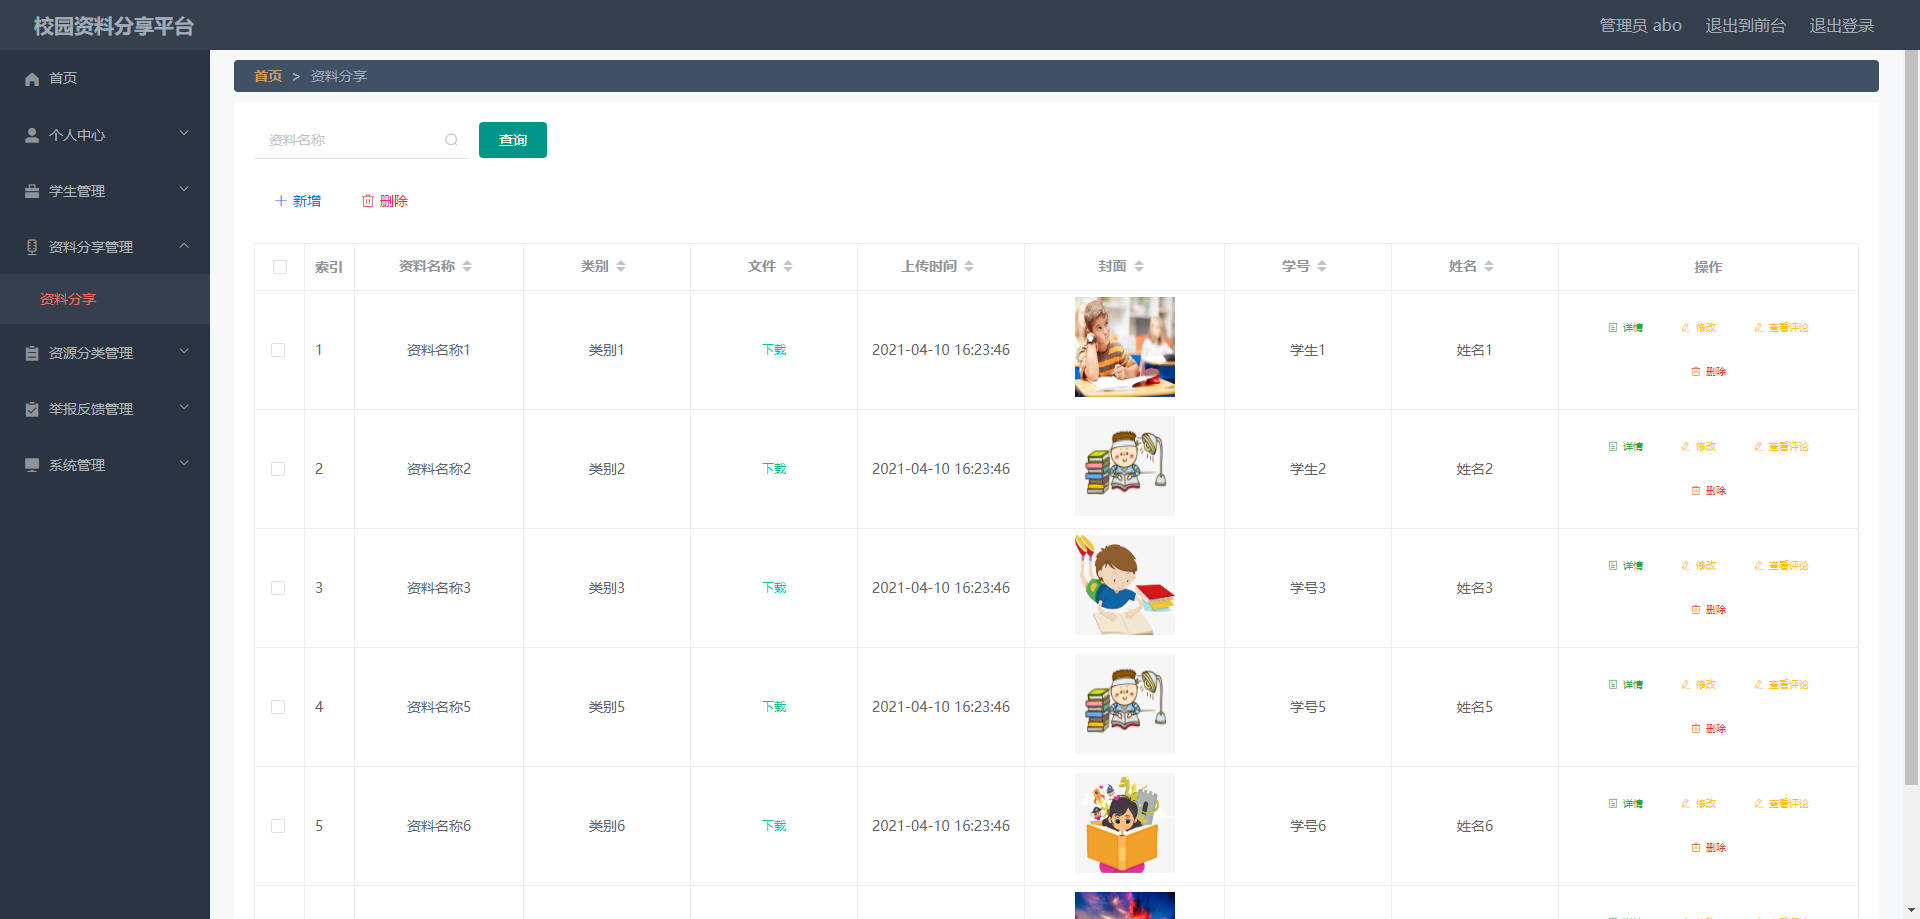 校园资料分享平台
管理员 abo 退出到前台 退出登录
首页
个人中心
学生管理
资料分享管理
资料分享
资源分类管理
举报反馈管理
系统管理
首页 > 资料分享
资料名称 查询
新增 删除
索引 资料名称 类别 文件 上传时间 封面 学号 姓名 操作
1 资料名称1 类别1 下载 2021-04-10 16:23:46 学生1 姓名1 详情 修改 查看评论
删除
2 资料名称2 类别2 下载 2021-04-10 16:23:46 学生2 姓名2 详情 修改 查看评论
删除
3 资料名称3 类别3 下载 2021-04-10 16:23:46 学号3 姓名3 详情 修改 查看评论
删除
4 资料名称5 类别5 下载 2021-04-10 16:23:46 学号5 姓名5 详情 修改 查看评论
删除
5 资料名称6 类别6 下载 2021-04-10 16:23:46 学号6 姓名6 详情 修改 查看评论
删除